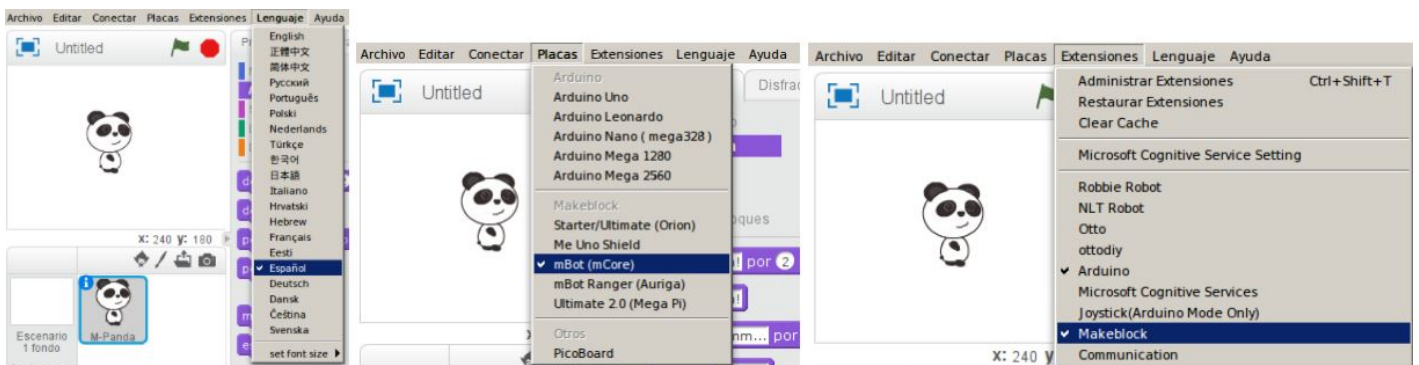 Archivo Editar Conectar Placas Extensiones Lenguaje Ayuda
Untitled
English
正體中文
简体中文
Русский
Português
Polski
Nederlands
Türkçe
한국어
日本語
Italiano
Hrvatski
Hebrew
Français
Eesti
Español
Deutsch
Dansk
Čeština
Svenska
set font size
x: 240 y: 180
Escenario
1 fondo
M-Panda
Archivo Editar Conectar Placas Extensiones Lenguaje Ayuda
Untitled
Arduino
Arduino Uno
Arduino Leonardo
Arduino Nano ( mega328 )
Arduino Mega 1280
Arduino Mega 2560
Makeblock
Starter/Ultimate (Orion)
Me Uno Shield
mBot (mCore)
mBot Ranger (Auriga)
Ultimate 2.0 (Mega Pi)
Otros
PicoBoard
por 2
por
Archivo Editar Conectar Placas Extensiones Lenguaje Ayuda
Untitled
Administrar Extensiones Ctrl+Shift+T
Restaurar Extensiones
Clear Cache
Microsoft Cognitive Service Setting
Robbie Robot
NLT Robot
Otto
ottodiy
Arduino
Microsoft Cognitive Services
Joystick(Arduino Mode Only)
Makeblock
Communication
x: 240 y